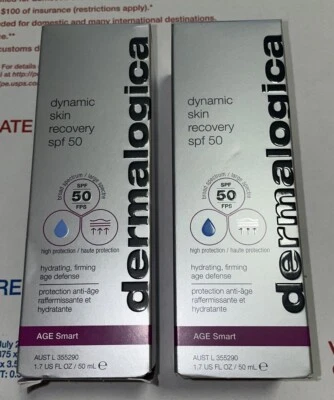 $100 of insurance (restrictions apply).*
ed for domestic and many international destinations.
customs d
For details
dermalogica
dynamic
skin
recovery
spf 50
broad spectrum / large spectre
SPF
50
FPS
high protection / haute protection
hydrating, firming
age defense
protection anti-âge
raffermissante et
hydratante
AGE Smart
AUST L 355290
1.7 US FL OZ / 50 mL ℮
dermalogica
dynamic
skin
recovery
spf 50
broad spectrum / large spectre
SPF
50
FPS
high protection / haute protection
hydrating, firming
age defense
protection anti-âge
raffermissante et
hydratante
AGE Smart
AUST L 355290
1.7 US FL OZ / 50 mL ℮